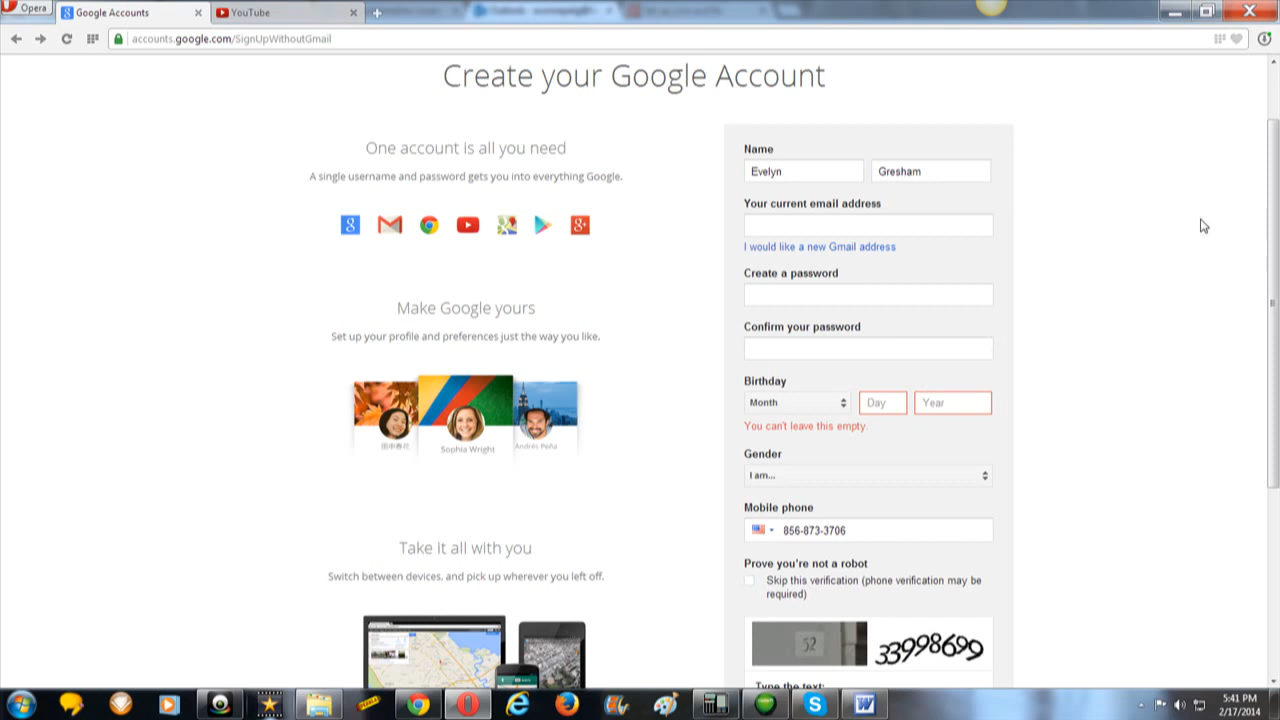 Opera
Google Accounts
YouTube
accounts.google.com/SignUpWithoutGmail
Create your Google Account
One account is all you need
A single username and password gets you into everything Google.
Make Google yours
Set up your profile and preferences just the way you like.
Sophia Wright
Andrés Peña
Take it all with you
Switch between devices, and pick up wherever you left off.
Name
Evelyn
Gresham
Your current email address
I would like a new Gmail address
Create a password
Confirm your password
Birthday
Month
Day
Year
You can't leave this empty.
Gender
I am...
Mobile phone
856-873-3706
Prove you're not a robot
Skip this verification (phone verification may be
required)
52
33998699
Type the text:
5:41 PM
2/17/2014